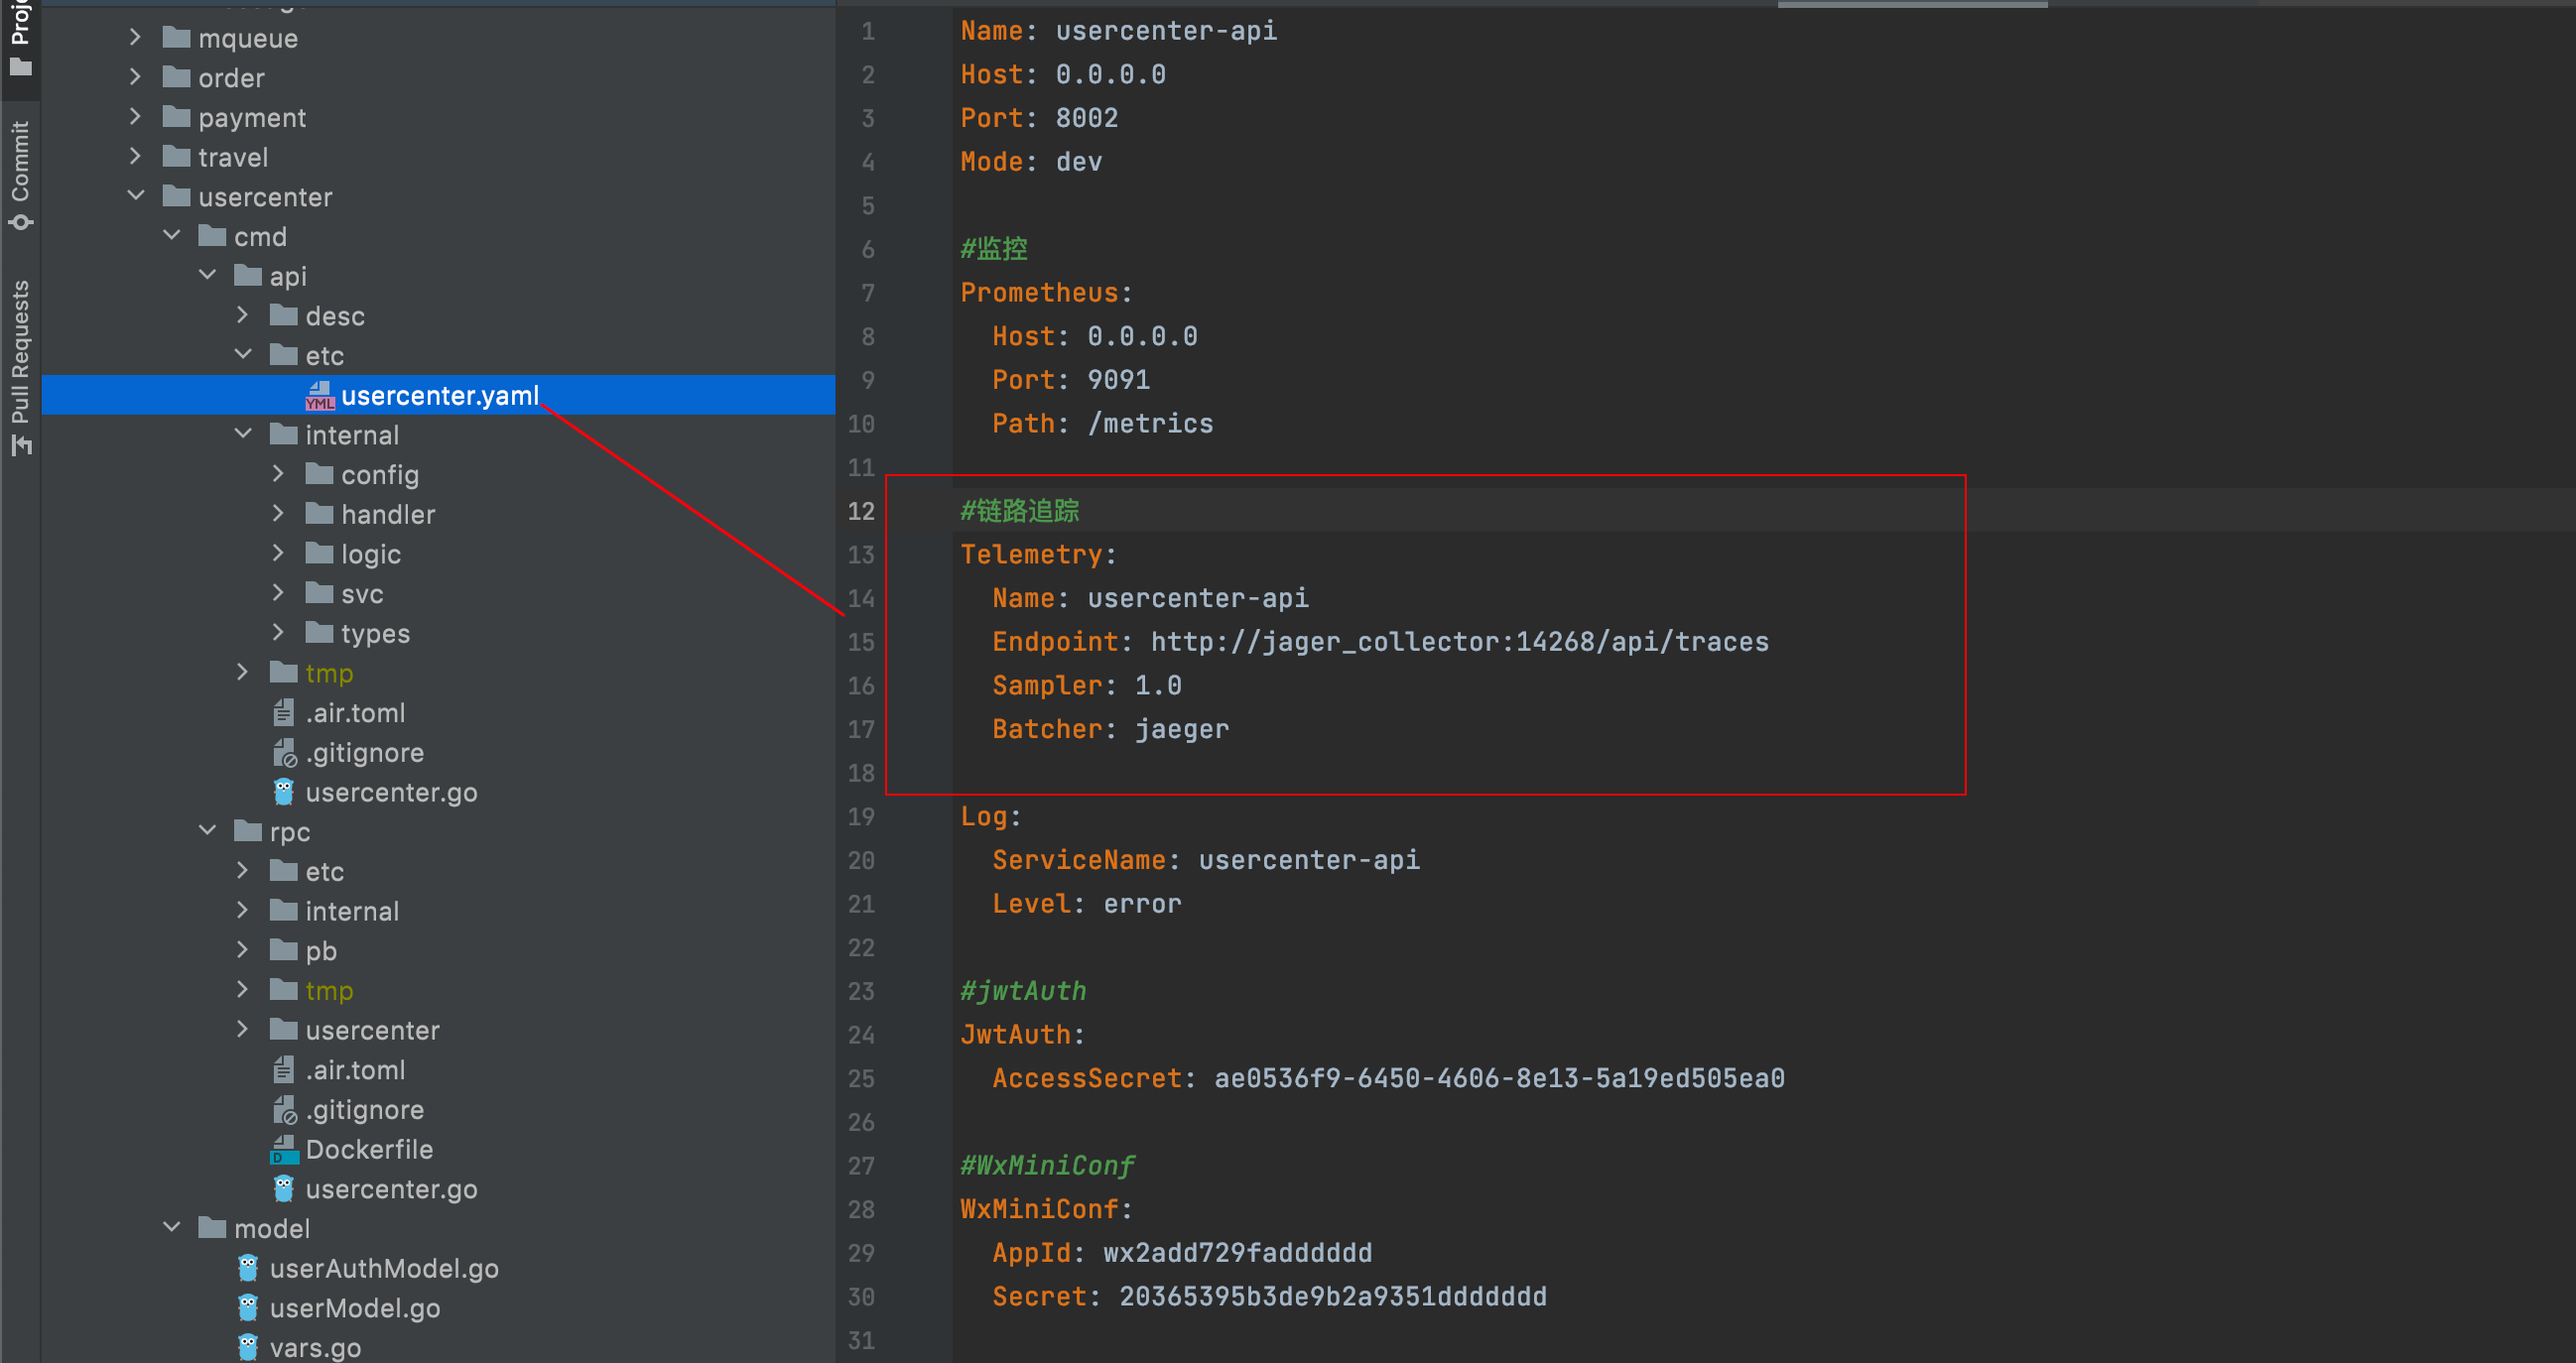 Proje
Commit
Pull Requests
mqueue
order
payment
travel
usercenter
cmd
api
desc
etc
YML usercenter.yaml
internal
config
handler
logic
svc
types
tmp
.air.toml
.gitignore
usercenter.go
rpc
etc
internal
pb
tmp
usercenter
.air.toml
.gitignore
D Dockerfile
usercenter.go
model
userAuthModel.go
userModel.go
vars.go
1 Name: usercenter-api
2 Host: 0.0.0.0
3 Port: 8002
4 Mode: dev
5
6 #监控
7 Prometheus:
8 Host: 0.0.0.0
9 Port: 9091
10 Path: /metrics
11
12 #链路追踪
13 Telemetry:
14 Name: usercenter-api
15 Endpoint: http://jager_collector:14268/api/traces
16 Sampler: 1.0
17 Batcher: jaeger
18
19 Log:
20 ServiceName: usercenter-api
21 Level: error
22
23 #jwtAuth
24 JwtAuth:
25 AccessSecret: ae0536f9-6450-4606-8e13-5a19ed505ea0
26
27 #WxMiniConf
28 WxMiniConf:
29 AppId: wx2add729fadddddd
30 Secret: 20365395b3de9b2a9351ddddddd
31